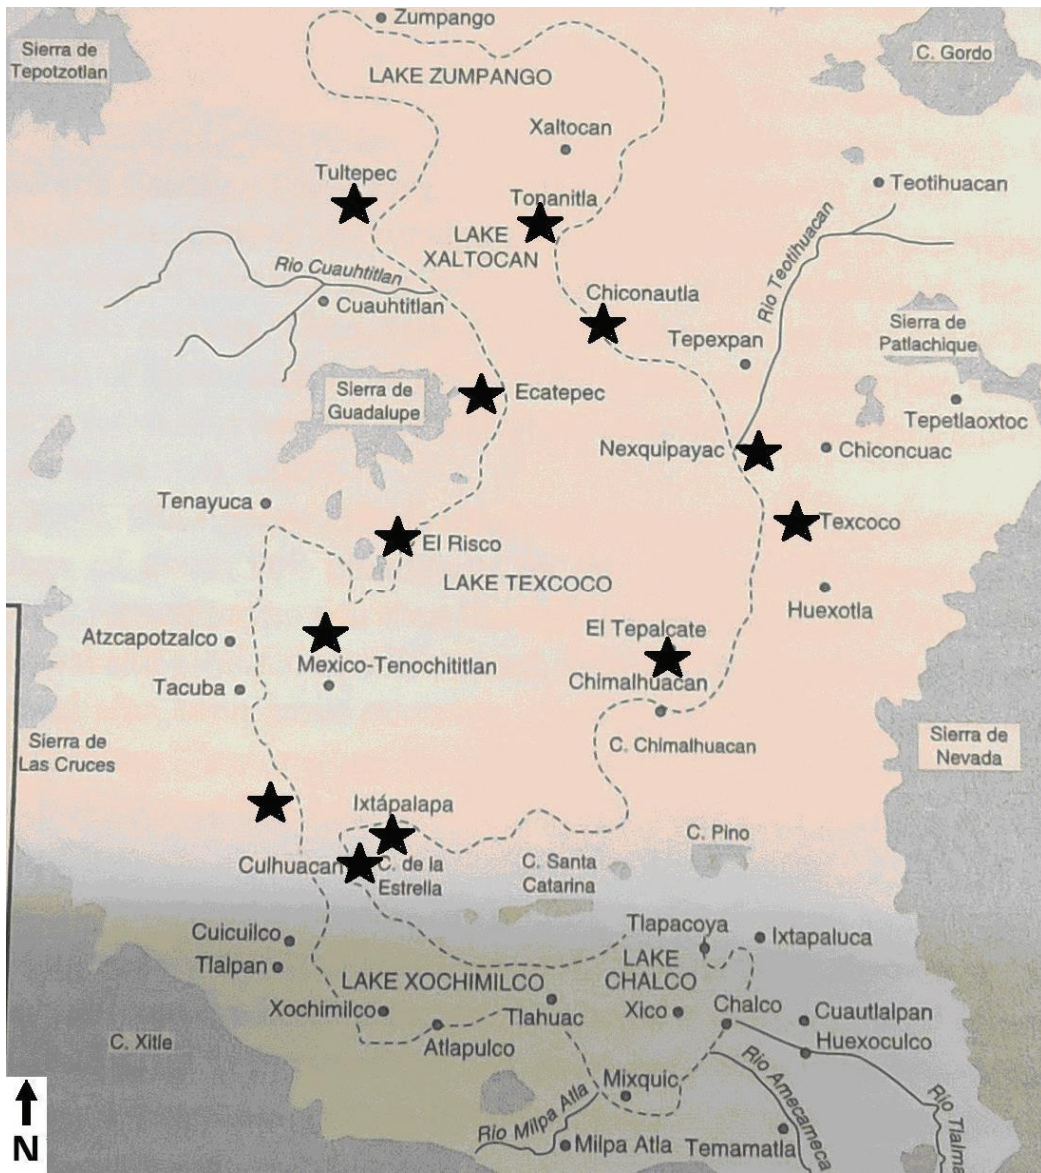 Zumpango
Sierra de
Tepotzotlan
C. Gordo
LAKE ZUMPANGO
Xaltocan
Tultepec
Tonanitla
Teotihuacan
LAKE
XALTOCAN
Rio Teotihuacan
Rio Cuauhtitlan
Cuauhtitlan
Chiconautla
Tepexpan
Sierra de
Patlachique
Sierra de
Guadalupe
Ecatepec
Tepetlaoxtoc
Nexquipayac
Chiconcuac
Tenayuca
El Risco
Texcoco
LAKE TEXCOCO
Huexotla
Atzcapotzalco
El Tepalcate
Mexico-Tenochititlan
Tacuba
Chimalhuacan
Sierra de
Las Cruces
C. Chimalhuacan
Sierra de
Nevada
Ixtápalapa
C. Pino
Culhuacan
C. de la
Estrella
C. Santa
Catarina
Cuicuilco
Tlapacoya
Ixtapaluca
Tlalpan
LAKE XOCHIMILCO
LAKE
CHALCO
Xochimilco
Tlahuac
Xico
Chalco
Cuautlalpan
C. Xitle
Atlapulco
Huexoculco
Mixquic
Rio Amecameca
Rio Tlalma
Rio Milpa Atla
Milpa Atla
Temamatla
N